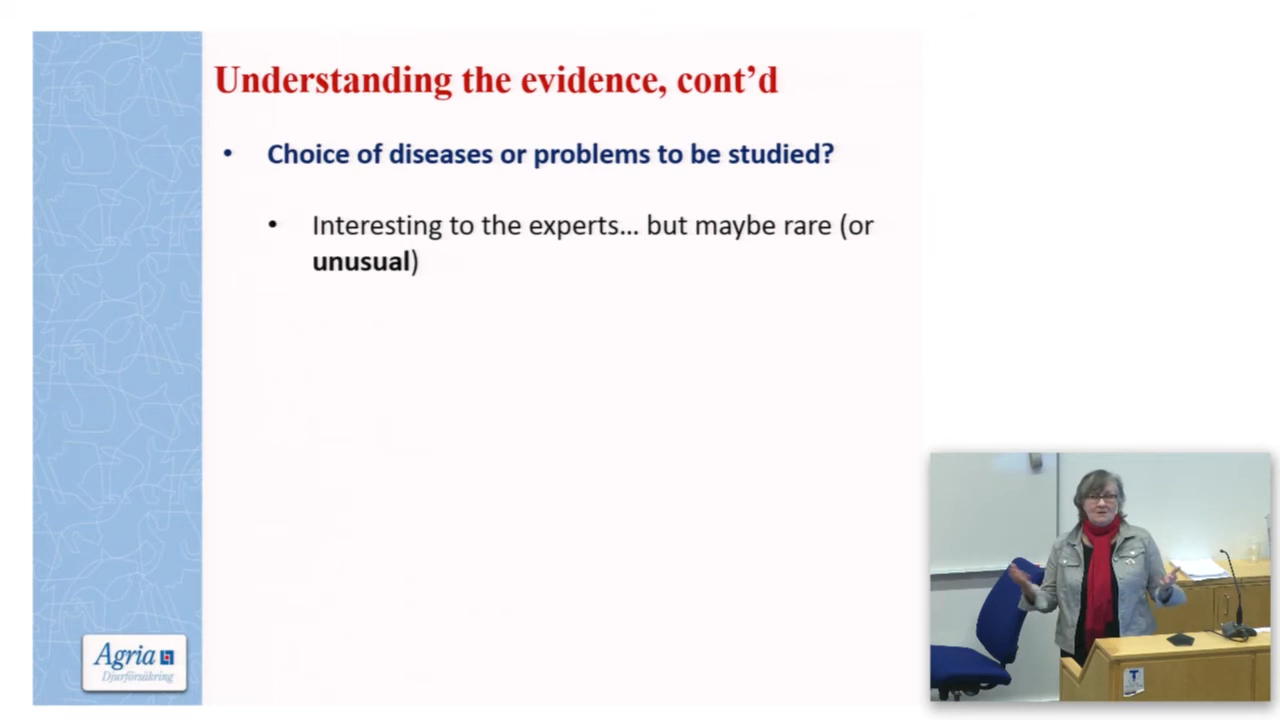 Understanding the evidence, cont’d
• Choice of diseases or problems to be studied?
• Interesting to the experts... but maybe rare (or
unusual)
Agria
Djurförsäkring